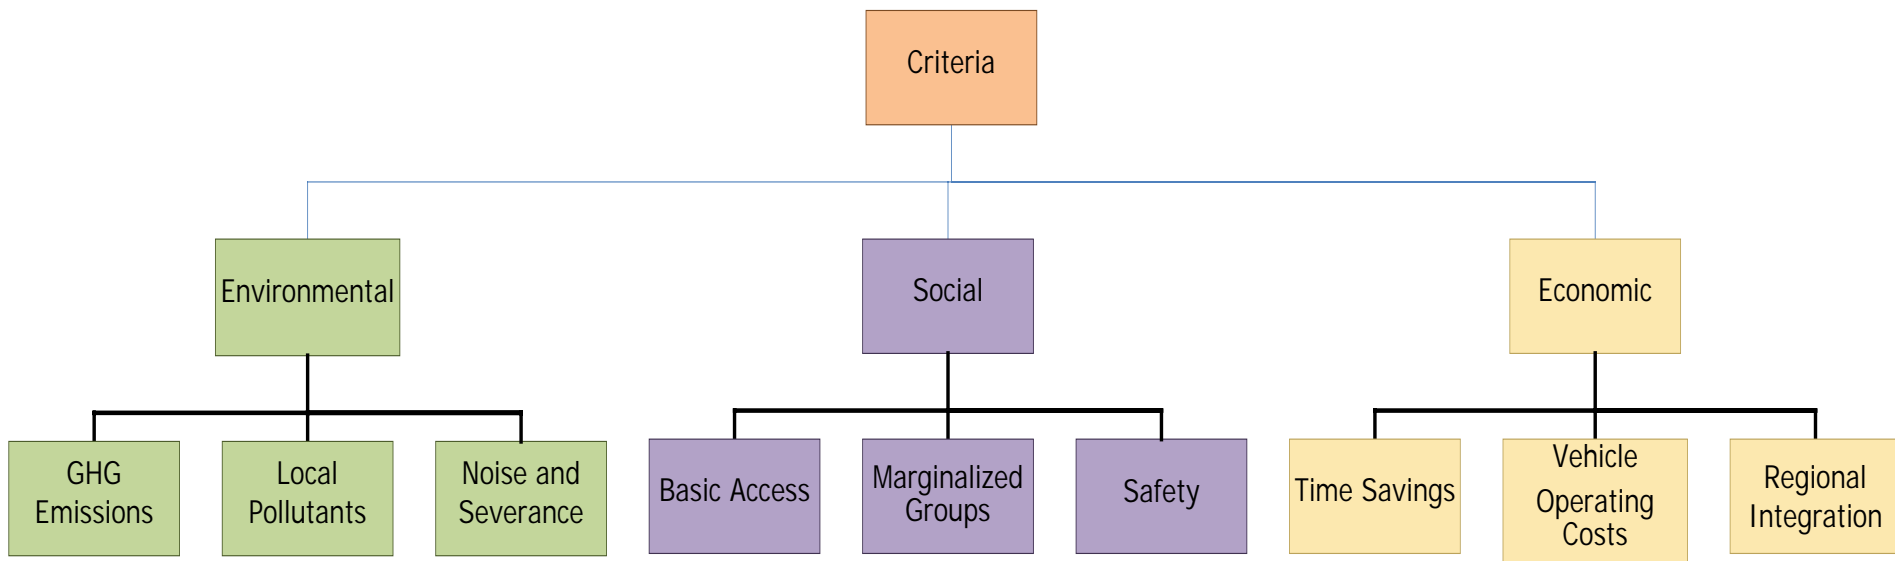 Criteria
Environmental
Social
Economic
GHG
Emissions
Local
Pollutants
Noise and
Severance
Basic Access
Marginalized
Groups
Safety
Time Savings
Vehicle
Operating
Costs
Regional
Integration